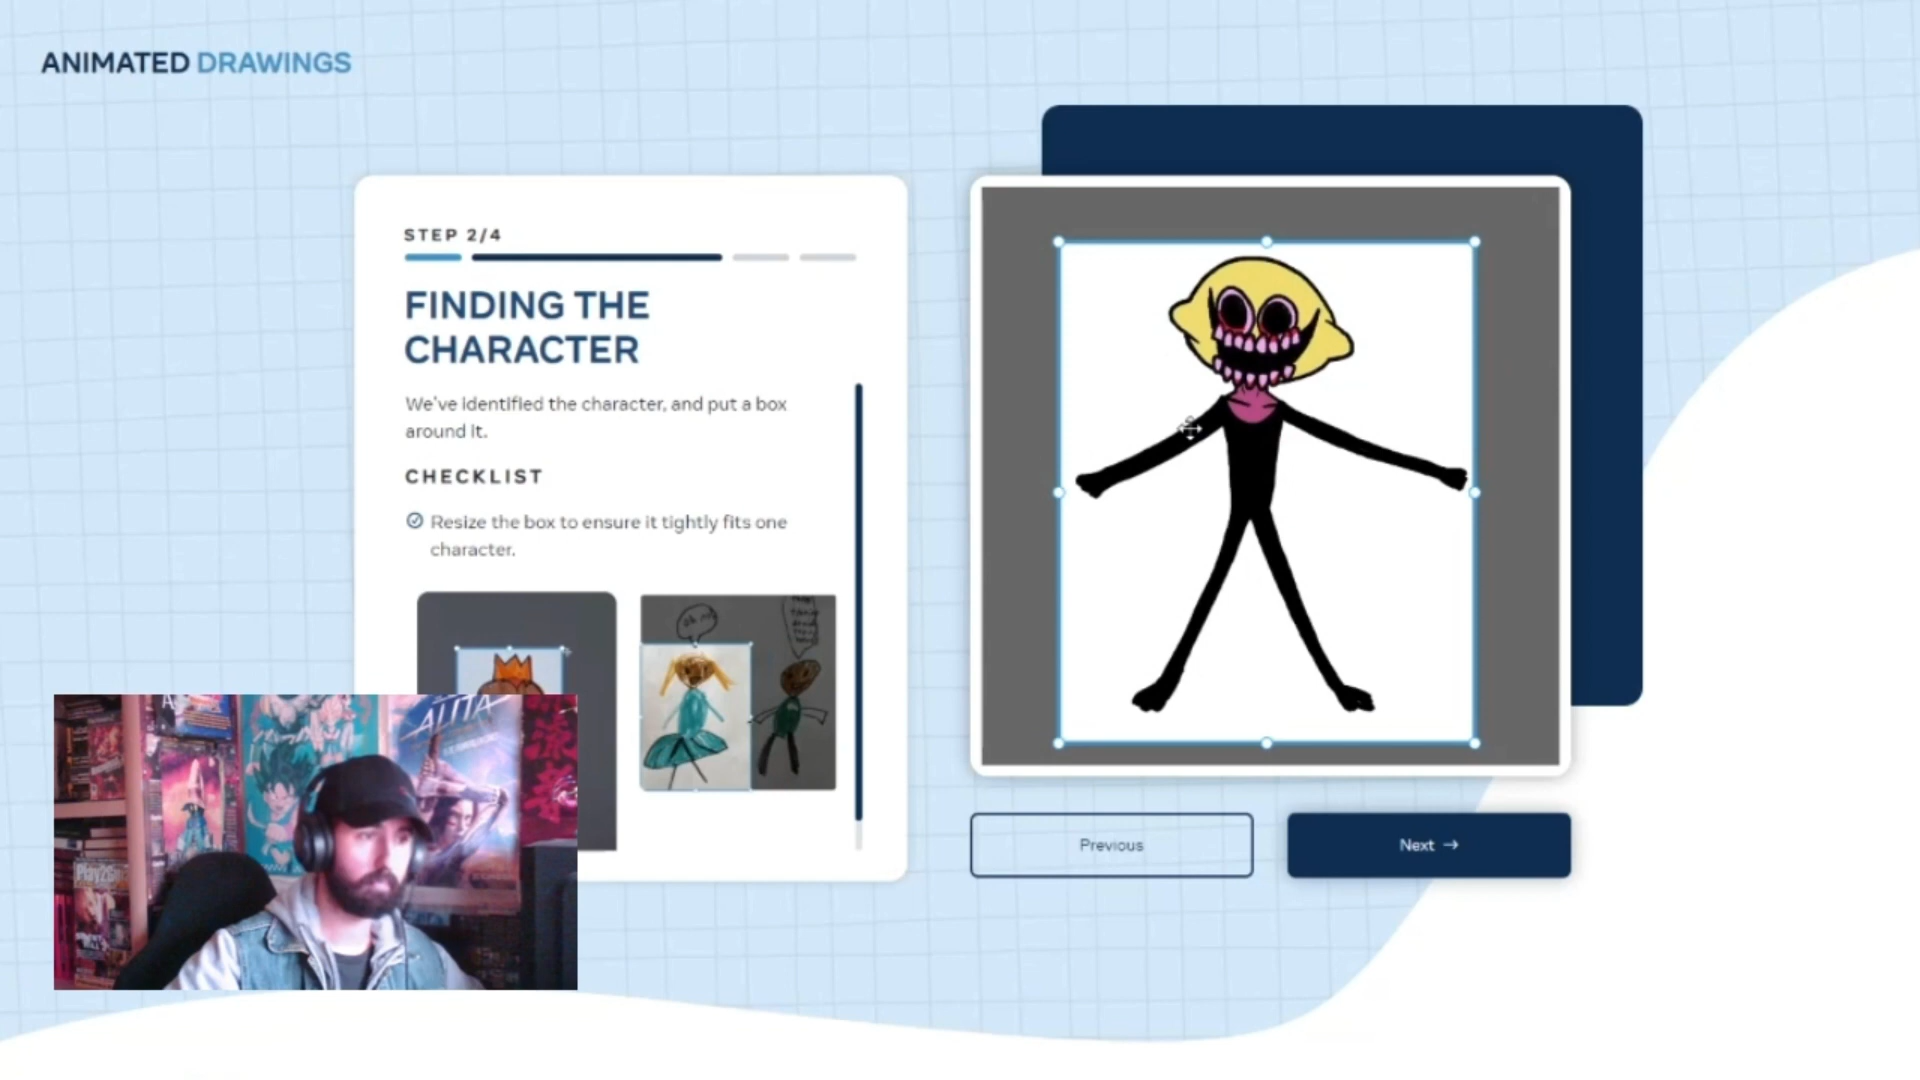 ANIMATED DRAWINGS
STEP 2/4
FINDING THE
CHARACTER
We've identified the character, and put a box
around it.
CHECKLIST
Resize the box to ensure it tightly fits one
character.
ALITA
Previous
Next →